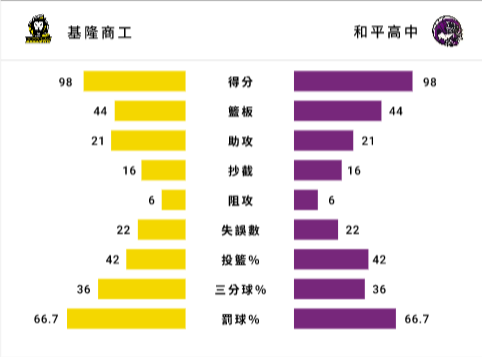 基隆商工 和平高中
98 得分 98
44 籃板 44
21 助攻 21
16 抄截 16
6 阻攻 6
22 失誤數 22
42 投籃% 42
36 三分球% 36
66.7 罰球% 66.7